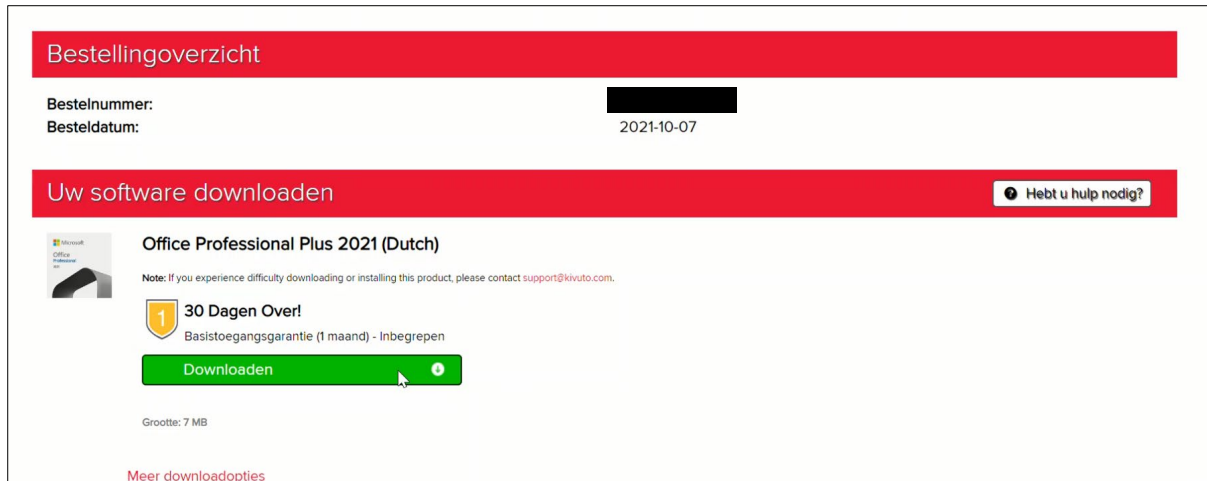 Bestellingoverzicht
Bestelnummer:
Besteldatum: 2021-10-07
Uw software downloaden
Hebt u hulp nodig?
Microsoft
Office
Professional
Office Professional Plus 2021 (Dutch)
Note: If you experience difficulty downloading or installing this product, please contact support@kivuto.com.
1
30 Dagen Over!
Basistoegangsgarantie (1 maand) - Inbegrepen
Downloaden
Grootte: 7 MB
Meer downloadopties